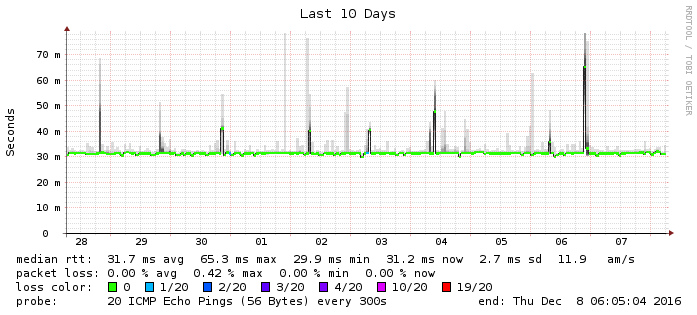 Last 10 Days
RRDTOOL / TOBI OETIKER
Seconds
70 m
60 m
50 m
40 m
30 m
20 m
10 m
0
28 29 30 01 02 03 04 05 06 07
median rtt: 31.7 ms avg 65.3 ms max 29.9 ms min 31.2 ms now 2.7 ms sd 11.9 am/s
packet loss: 0.00 % avg 0.42 % max 0.00 % min 0.00 % now
loss color: 0 1/20 2/20 3/20 4/20 10/20 19/20
probe: 20 ICMP Echo Pings (56 Bytes) every 300s end: Thu Dec 8 06:05:04 2016